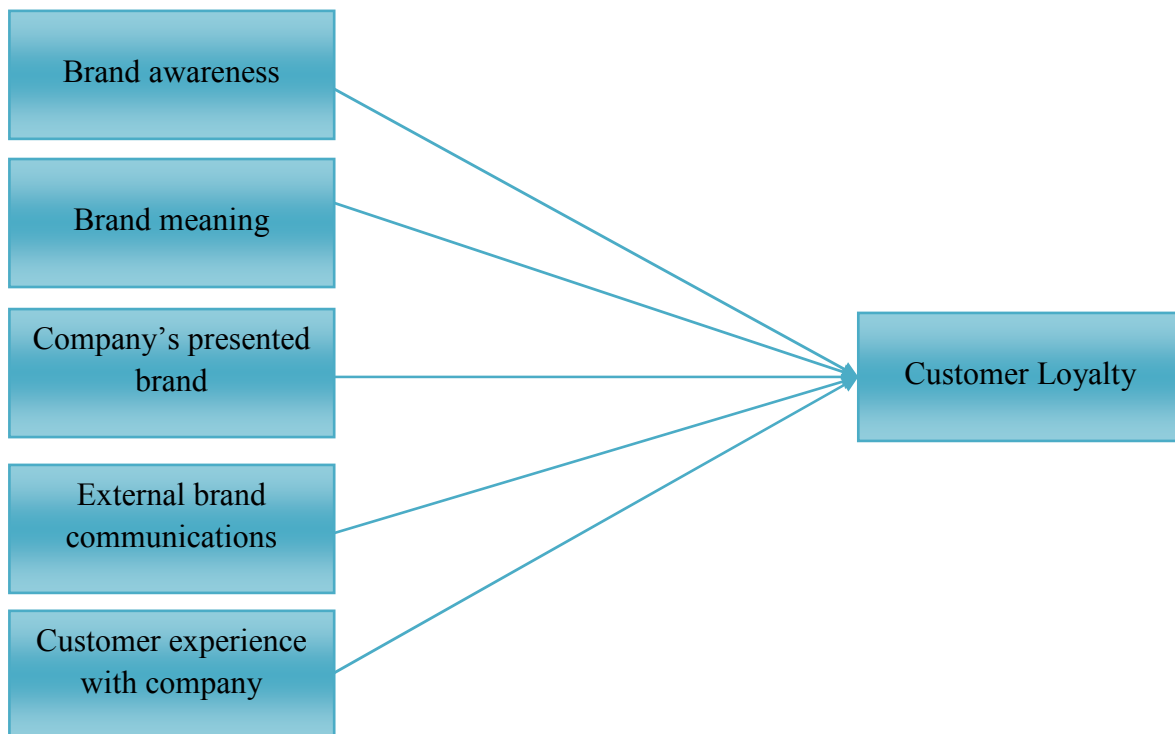 Brand awareness
Brand meaning
Company’s presented
brand
External brand
communications
Customer experience
with company
Customer Loyalty